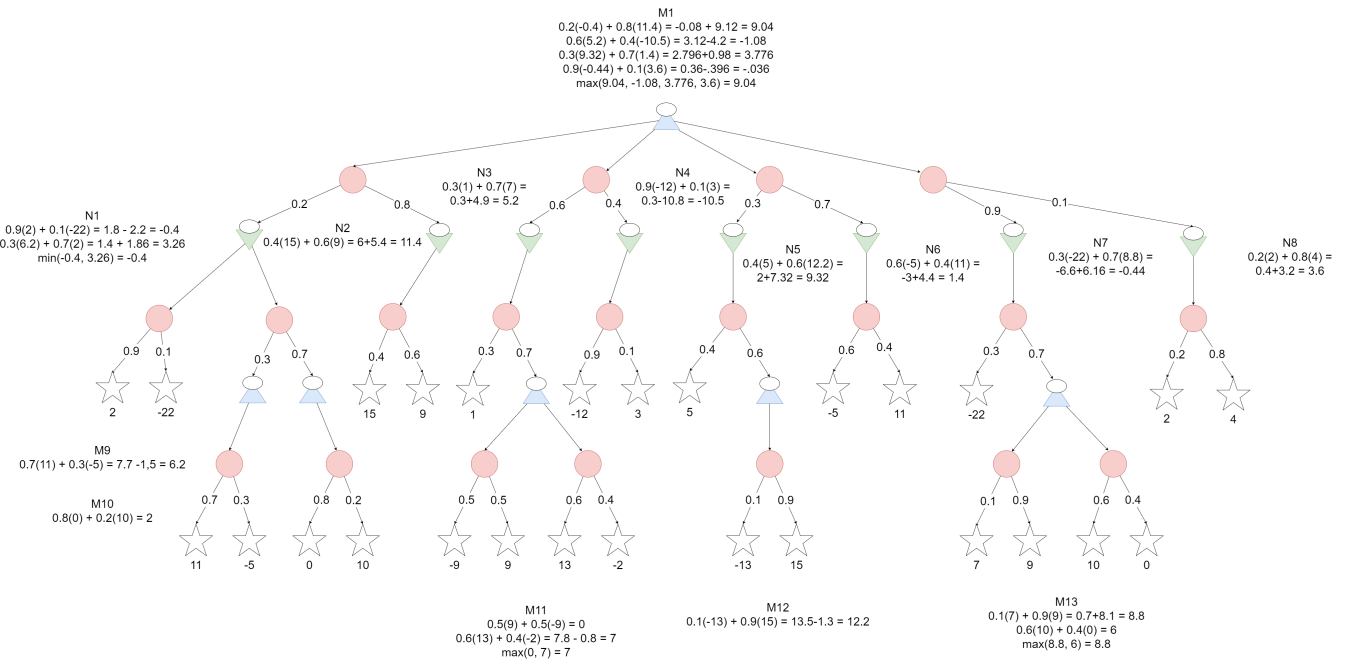 M1
0.2(-0.4) + 0.8(11.4) = -0.08 + 9.12 = 9.04
0.6(5.2) + 0.4(-10.5) = 3.12-4.2 = -1.08
0.3(9.32) + 0.7(1.4) = 2.796+0.98 = 3.776
0.9(-0.44) + 0.1(3.6) = 0.36-.396 = -.036
max(9.04, -1.08, 3.776, 3.6) = 9.04
N3
0.3(1) + 0.7(7) =
0.3+4.9 = 5.2
N4
0.9(-12) + 0.1(3) =
0.3-10.8 = -10.5
0.2
0.8
0.6
0.4
0.3
0.7
0.9
0.1
N1
0.9(2) + 0.1(-22) = 1.8 - 2.2 = -0.4
0.3(6.2) + 0.7(2) = 1.4 + 1.86 = 3.26
min(-0.4, 3.26) = -0.4
N2
0.4(15) + 0.6(9) = 6+5.4 = 11.4
N5
0.4(5) + 0.6(12.2) =
2+7.32 = 9.32
N6
0.6(-5) + 0.4(11) =
-3+4.4 = 1.4
N7
0.3(-22) + 0.7(8.8) =
-6.6+6.16 = -0.44
N8
0.2(2) + 0.8(4) =
0.4+3.2 = 3.6
0.9
0.1
0.3
0.7
0.4
0.6
0.3
0.7
0.9
0.1
0.4
0.6
0.6
0.4
0.3
0.7
0.2
0.8
2
-22
15
9
1
-12
3
5
-5
11
-22
2
4
M9
0.7(11) + 0.3(-5) = 7.7 -1,5 = 6.2
M10
0.8(0) + 0.2(10) = 2
0.7
0.3
0.8
0.2
0.5
0.5
0.6
0.4
0.1
0.9
0.1
0.9
0.6
0.4
11
-5
0
10
-9
9
13
-2
-13
15
7
9
10
0
M11
0.5(9) + 0.5(-9) = 0
0.6(13) + 0.4(-2) = 7.8 - 0.8 = 7
max(0, 7) = 7
M12
0.1(-13) + 0.9(15) = 13.5-1.3 = 12.2
M13
0.1(7) + 0.9(9) = 0.7+8.1 = 8.8
0.6(10) + 0.4(0) = 6
max(8.8, 6) = 8.8